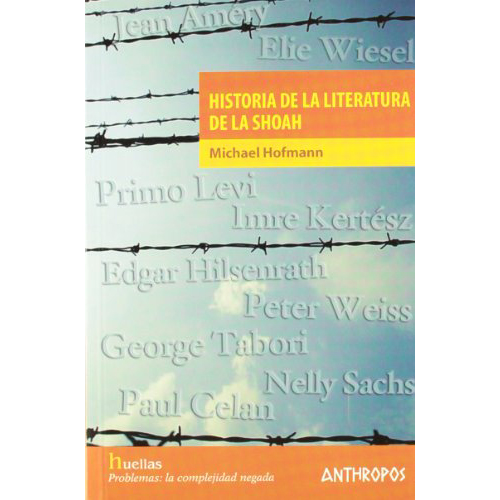 Jean Améry
Elie Wiesel
HISTORIA DE LA LITERATURA
DE LA SHOAH
Michael Hofmann
Primo Levi
Imre Kertész
Edgar Hilsenrath
Peter Weiss
George Tabori
Nelly Sachs
Paul Celan
huellas
Problemas: la complejidad negada
ANTHROPOS